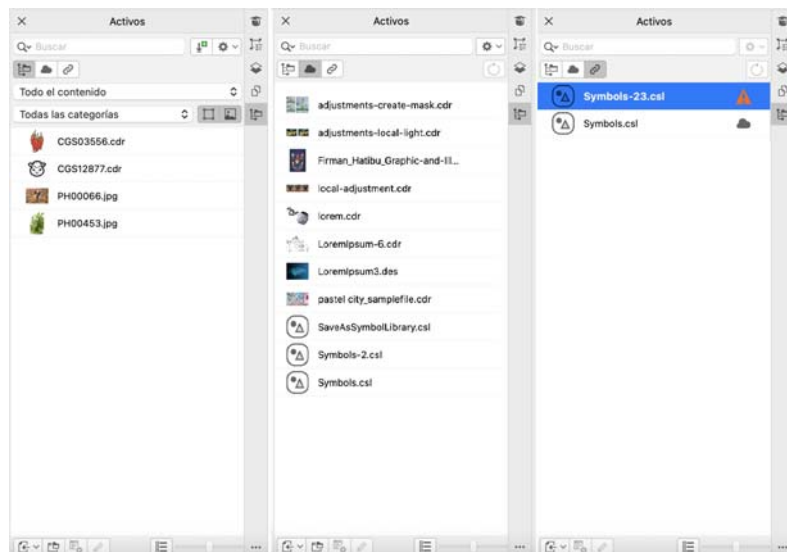 Activos
Buscar
Todo el contenido
Todas las categorías
CGS03556.cdr
CGS12877.cdr
PH00066.jpg
PH00453.jpg
Activos
Buscar
adjustments-create-mask.cdr
adjustments-local-light.cdr
Firman_Hatibu_Graphic-and-Ill...
local-adjustment.cdr
lorem.cdr
LoremIpsum-6.cdr
LoremIpsum3.des
pastel city_samplefile.cdr
SaveAsSymbolLibrary.csl
Symbols-2.csl
Symbols.csl
Activos
Buscar
Symbols-23.csl
Symbols.csl